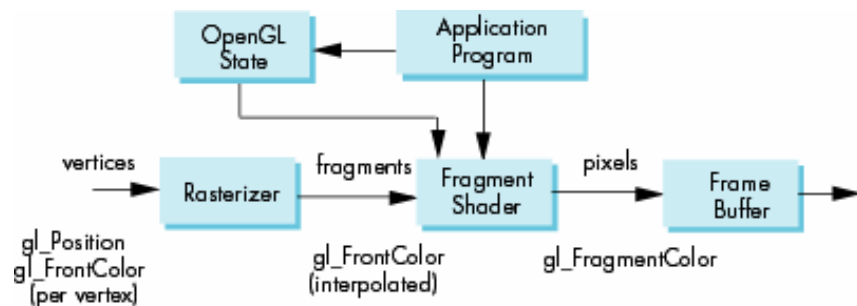 OpenGL
State
Application
Program
vertices
Rasterizer
fragments
Fragment
Shader
pixels
Frame
Buffer
gl_Position
gl_FrontColor
(per vertex)
gl_FrontColor
(interpolated)
gl_FragmentColor